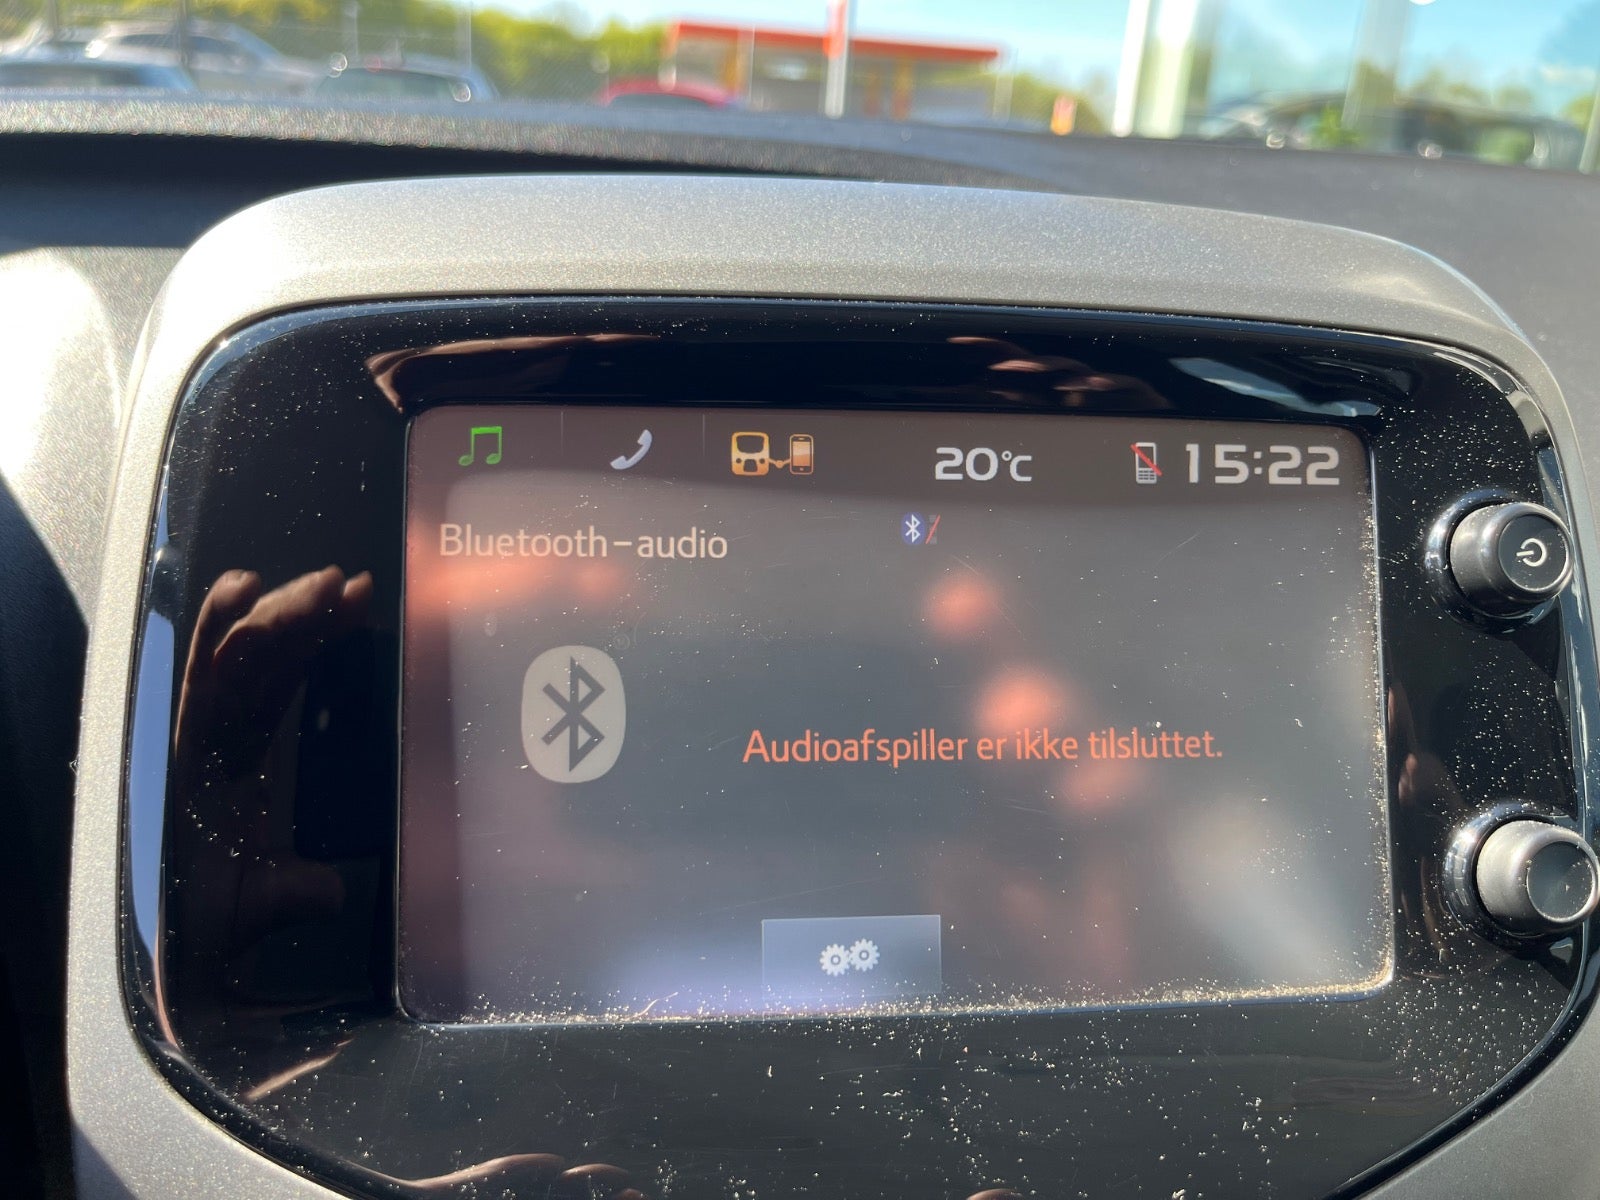 20°C
15:22
Bluetooth-audio
Audioafspiller er ikke tilsluttet.